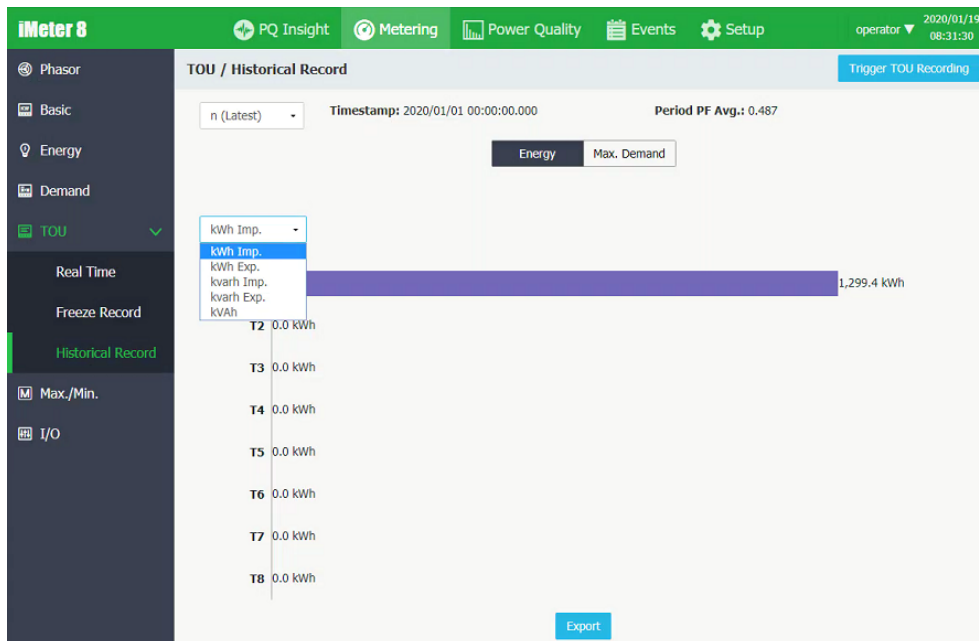 iMeter 8
PQ Insight
Metering
Power Quality
Events
Setup
operator ▼
2020/01/19
08:31:30
Phasor
Basic
Energy
Demand
TOU
Real Time
Freeze Record
Historical Record
Max./Min.
I/O
TOU / Historical Record
Trigger TOU Recording
n (Latest)
Timestamp: 2020/01/01 00:00:00.000
Period PF Avg.: 0.487
Energy
Max. Demand
kWh Imp.
kWh Imp.
kWh Exp.
kvarh Imp.
kvarh Exp.
kVAh
1,299.4 kWh
T2 0.0 kWh
T3 0.0 kWh
T4 0.0 kWh
T5 0.0 kWh
T6 0.0 kWh
T7 0.0 kWh
T8 0.0 kWh
Export